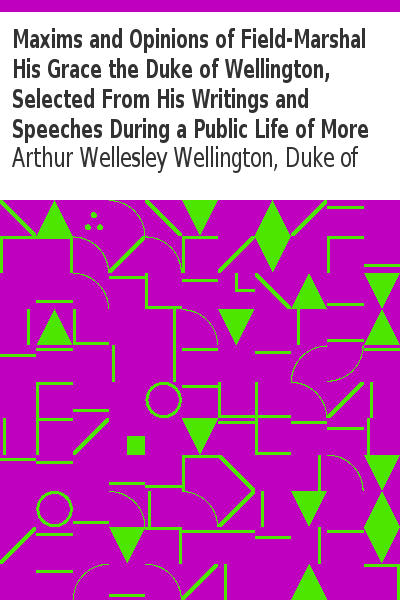 Maxims and Opinions of Field-Marshal
His Grace the Duke of Wellington,
Selected From His Writings and
Speeches During a Public Life of More
Arthur Wellesley Wellington, Duke of